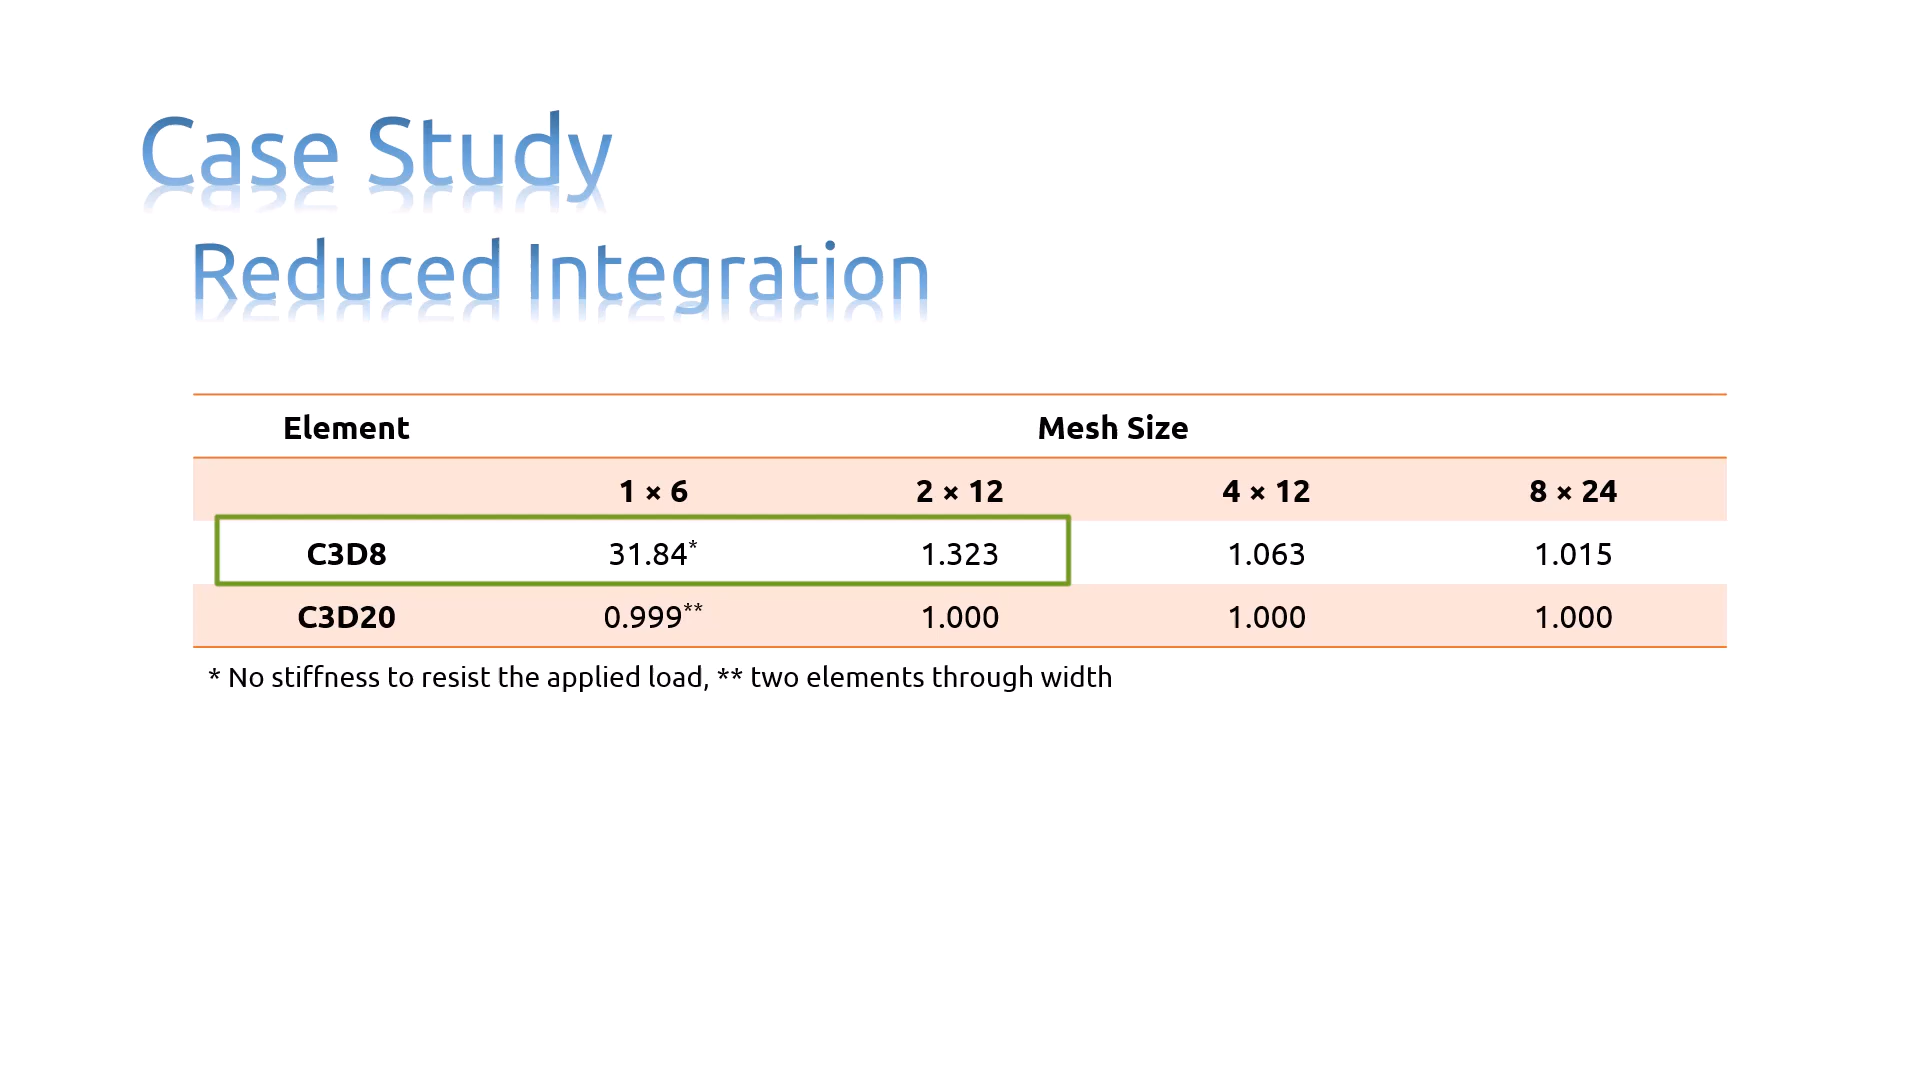 Case Study
Reduced Integration
Element Mesh Size
1 × 6 2 × 12 4 × 12 8 × 24
C3D8 31.84* 1.323 1.063 1.015
C3D20 0.999** 1.000 1.000 1.000
* No stiffness to resist the applied load, ** two elements through width